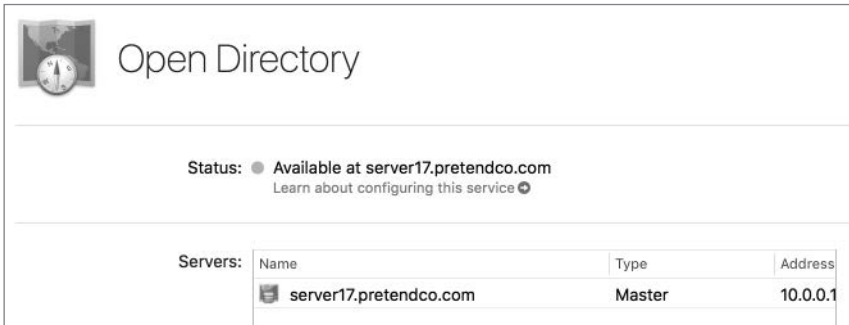 Open Directory
Status: Available at server17.pretendco.com
Learn about configuring this service
Servers: Name Type Address
server17.pretendco.com Master 10.0.0.1